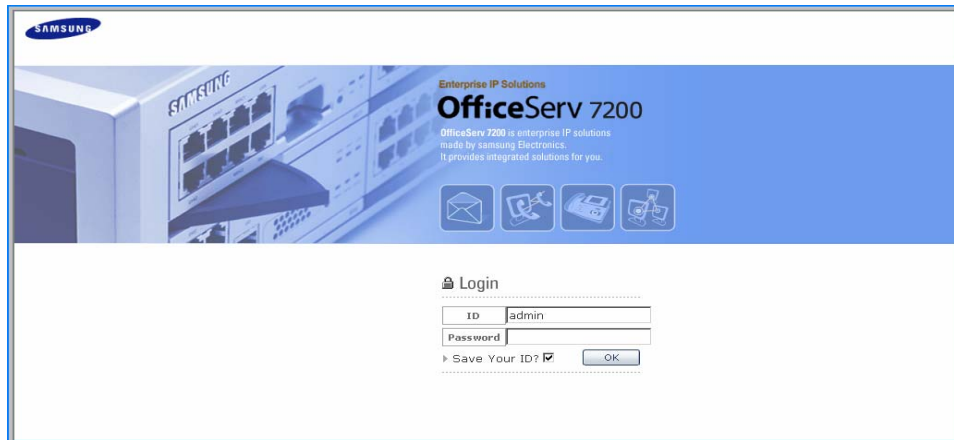 SAMSUNG
SAMSUNG
Enterprise IP Solutions
OfficeServ 7200
OfficeServ 7200 is enterprise IP solutions
made by samsung Electronics.
It provides integrated solutions for you.
Login
ID admin
Password
Save Your ID? OK